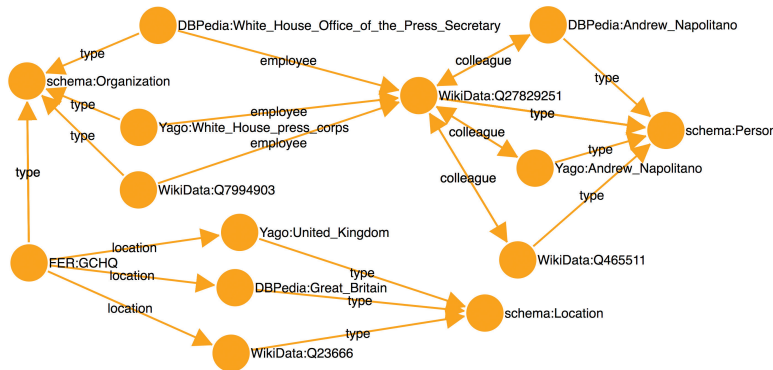 DBPedia:White_House_Office_of_the_Press_Secretary
DBPedia:Andrew_Napolitano
type
employee
colleague
schema:Organization
type
WikiData:Q27829251
type
employee
type
Yago:White_House_press_corps
employee
colleague
type
schema:Person
type
Yago:Andrew_Napolitano
type
colleague
WikiData:Q7994903
type
Yago:United_Kingdom
location
FER:GCHQ
location
type
WikiData:Q465511
DBPedia:Great_Britain
type
location
schema:Location
type
WikiData:Q23666